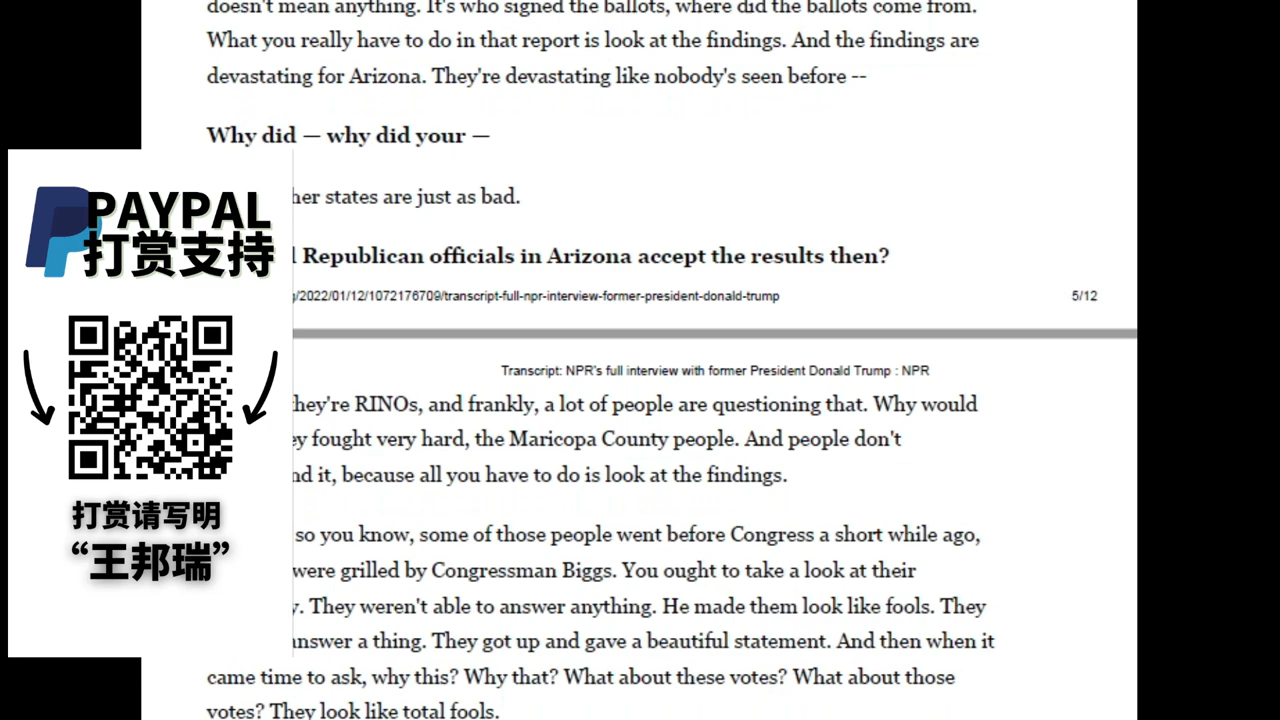 doesn't mean anything. It's who signed the ballots, where did the ballots come from.
What you really have to do in that report is look at the findings. And the findings are
devastating for Arizona. They're devastating like nobody's seen before --
Why did — why did your —
her states are just as bad.
Republican officials in Arizona accept the results then?
/2022/01/12/1072176709/transcript-full-npr-interview-former-president-donald-trump
5/12
Transcript: NPR's full interview with former President Donald Trump : NPR
hey're RINOs, and frankly, a lot of people are questioning that. Why would
ey fought very hard, the Maricopa County people. And people don't
nd it, because all you have to do is look at the findings.
so you know, some of those people went before Congress a short while ago,
were grilled by Congressman Biggs. You ought to take a look at their
y. They weren't able to answer anything. He made them look like fools. They
answer a thing. They got up and gave a beautiful statement. And then when it
came time to ask, why this? Why that? What about these votes? What about those
votes? They look like total fools.
PAYPAL
打赏支持
打赏请写明
“王邦瑞”